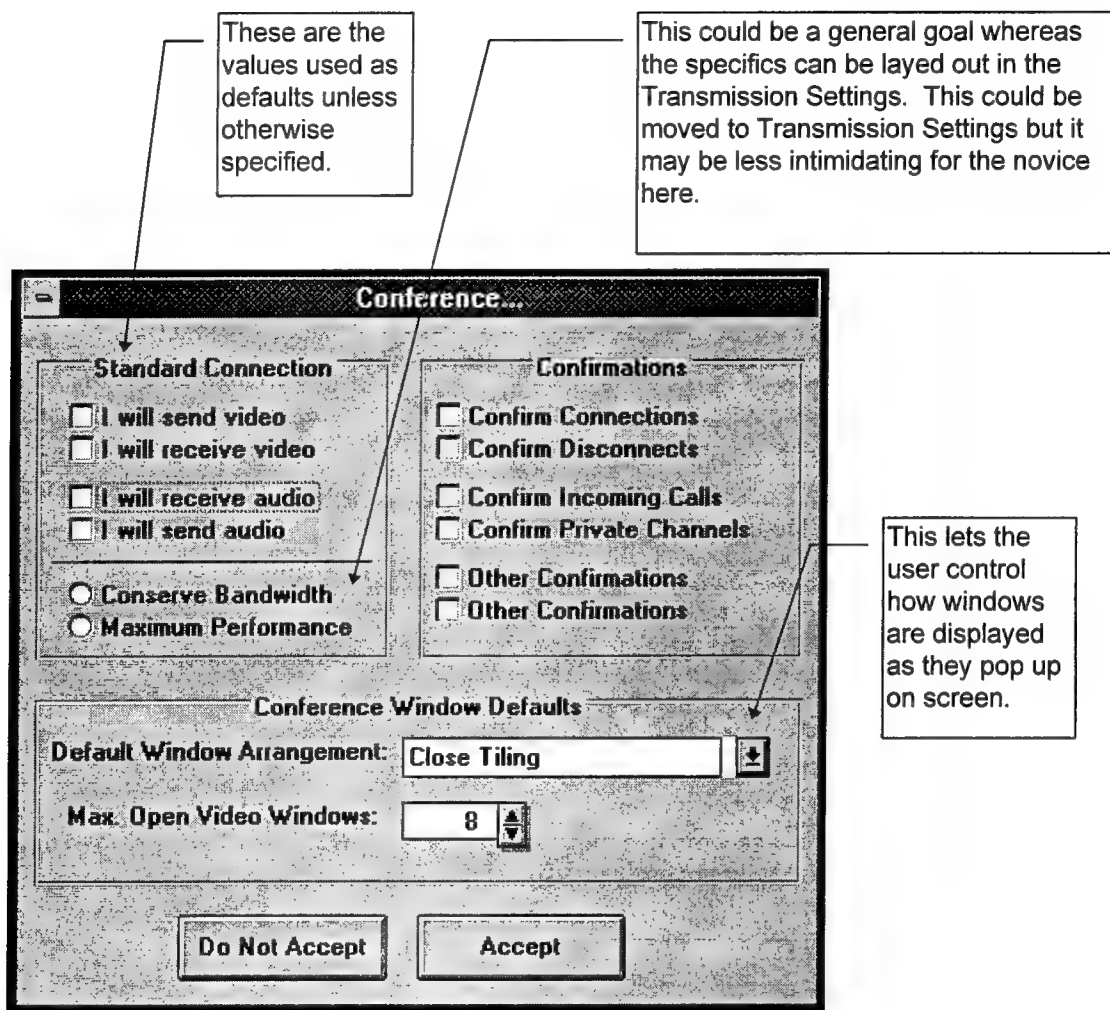 These are the
values used as
defaults unless
otherwise
specified.
This could be a general goal whereas
the specifics can be layed out in the
Transmission Settings. This could be
moved to Transmission Settings but it
may be less intimidating for the novice
here.
Conference...
Standard Connection
I will send video
I will receive video
I will receive audio
I will send audio
Conserve Bandwidth
Maximum Performance
Confirmations
Confirm Connections
Confirm Disconnects
Confirm Incoming Calls
Confirm Private Channels
Other Confirmations
Other Confirmations
This lets the
user control
how windows
are displayed
as they pop up
on screen.
Conference Window Defaults
Default Window Arrangement: Close Tiling
Max. Open Video Windows: 8
Do Not Accept Accept